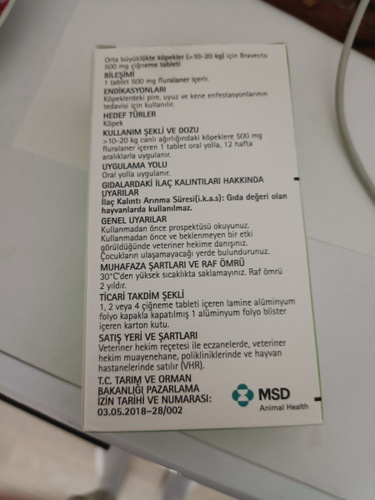 Orta büyüklükte köpekler (>10-20 kg) için Bravecto
500 mg çiğneme tableti
BİLEŞİMİ
1 tablet 500 mg fluralaner içerir.
ENDİKASYONLARI
Köpeklerdeki pire, uyuz ve kene enfestasyonlarının
tedavisi için kullanılır.
HEDEF TÜRLER
Köpek
KULLANIM ŞEKLİ VE DOZU
>10-20 kg canlı ağırlığındaki köpeklere 500 mg
fluralaner içeren 1 tablet oral yolla, 12 hafta
aralıklarla uygulanır.
UYGULAMA YOLU
Oral yolla uygulanır.
GIDALARDAKİ İLAÇ KALINTILARI HAKKINDA
UYARILAR
İlaç Kalıntı Arınma Süresi(i.k.a.s): Gıda değeri olan
hayvanlarda kullanılmaz.
GENEL UYARILAR
Kullanmadan önce prospektüsü okuyunuz.
Kullanmadan önce ve beklenmeyen bir etki
görüldüğünde veteriner hekime danışınız.
Çocukların ulaşamayacağı yerde bulundurunuz.
MUHAFAZA ŞARTLARI VE RAF ÖMRÜ
30°C'den yüksek sıcaklıkta saklamayınız. Raf ömrü
2 yıldır.
TİCARİ TAKDİM ŞEKLİ
1, 2 veya 4 çiğneme tableti içeren lamine alüminyum
folyo kapakla kapatılmış 1 alüminyum folyo blister
içeren karton kutu.
SATIŞ YERİ VE ŞARTLARI
Veteriner hekim reçetesi ile eczanelerde, veteriner
hekim muayenehane, polikliniklerinde ve hayvan
hastanelerinde satılır (VHR).
T.C. TARIM VE ORMAN
BAKANLIĞI PAZARLAMA
İZİN TARİHİ VE NUMARASI:
03.05.2018-28/002
MSD
Animal Health